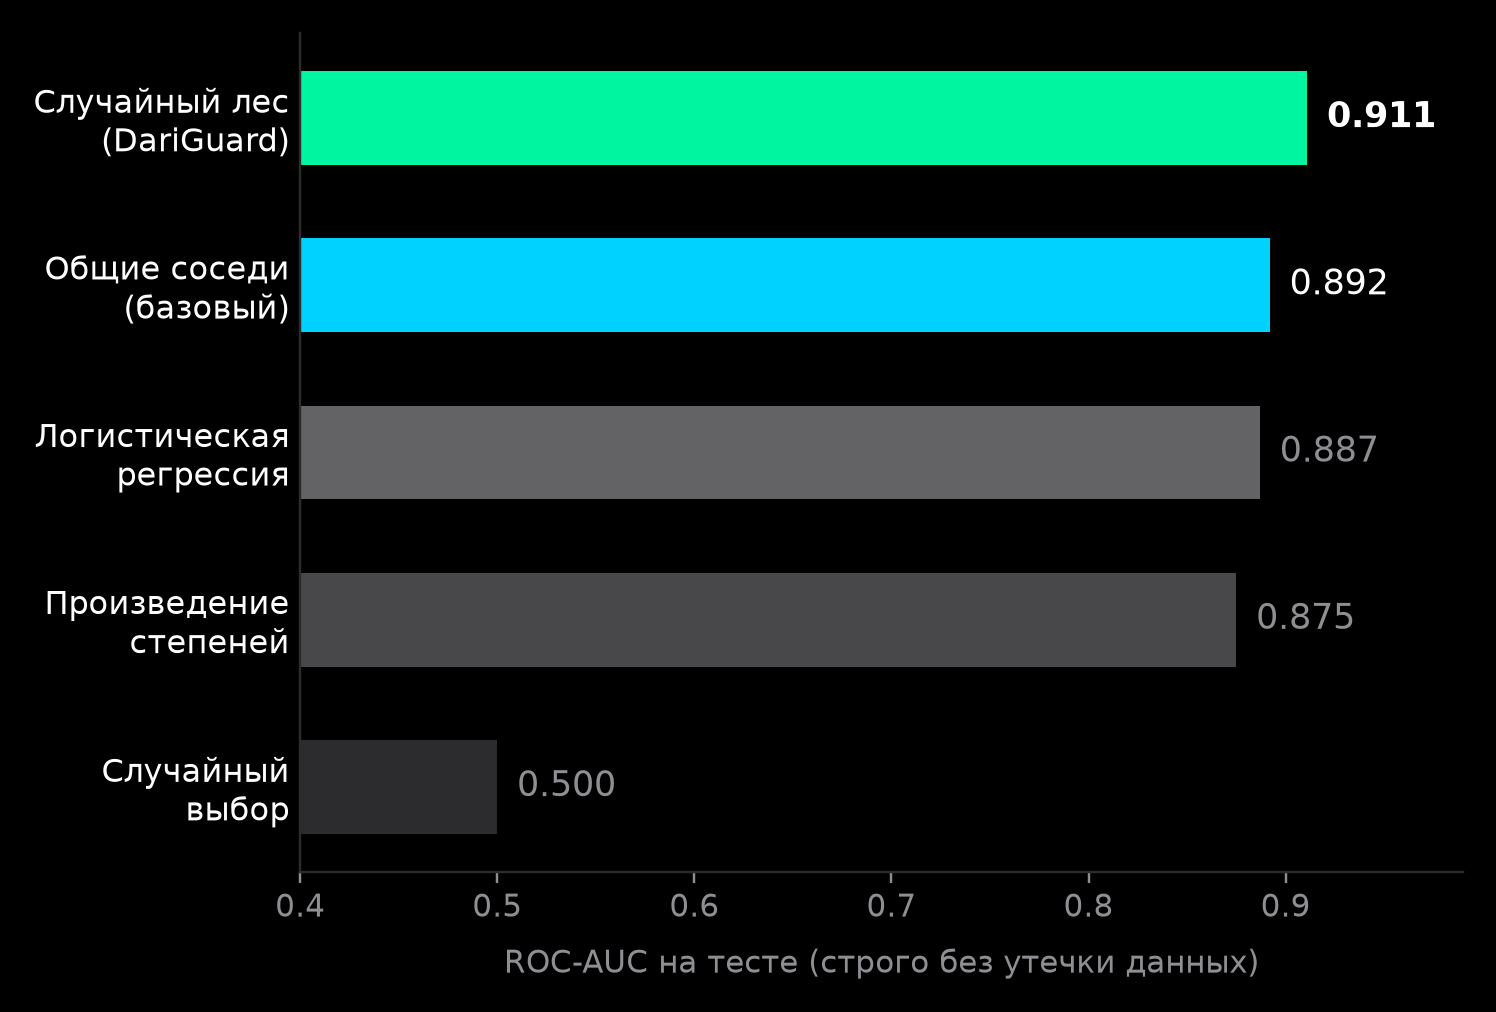 Случайный лес
(DariGuard)
0.911
Общие соседи
(базовый)
0.892
Логистическая
регрессия
0.887
Произведение
степеней
0.875
Случайный
выбор
0.500
0.4 0.5 0.6 0.7 0.8 0.9
ROC-AUC на тесте (строго без утечки данных)